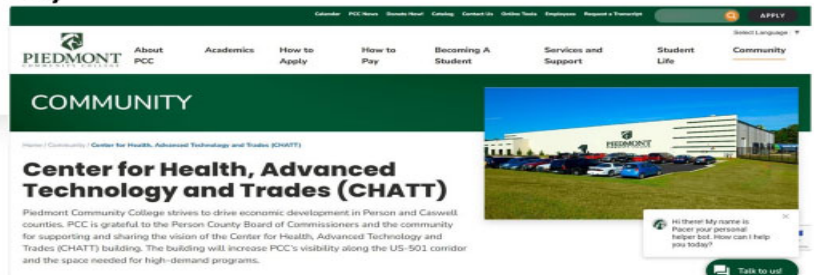 Calendar PCC News Donate Now! Catalog Contact Us Online Tools Employees Request a Transcript APPLY
Select Language ▼
PIEDMONT
COMMUNITY COLLEGE
About PCC
Academics
How to Apply
How to Pay
Becoming A Student
Services and Support
Student Life
Community
COMMUNITY
PIEDMONT
Home / Community / Center for Health, Advanced Technology and Trades (CHATT)
Center for Health, Advanced
Technology and Trades (CHATT)
Piedmont Community College strives to drive economic development in Person and Caswell
counties. PCC is grateful to the Person County Board of Commissioners and the community
for supporting and sharing the vision of the Center for Health, Advanced Technology and
Trades (CHATT) building. The building will increase PCC's visibility along the US-501 corridor
and the space needed for high-demand programs.
Hi there! My name is
Pacer your personal
helper bot. How can I help
you today?
Talk to us!